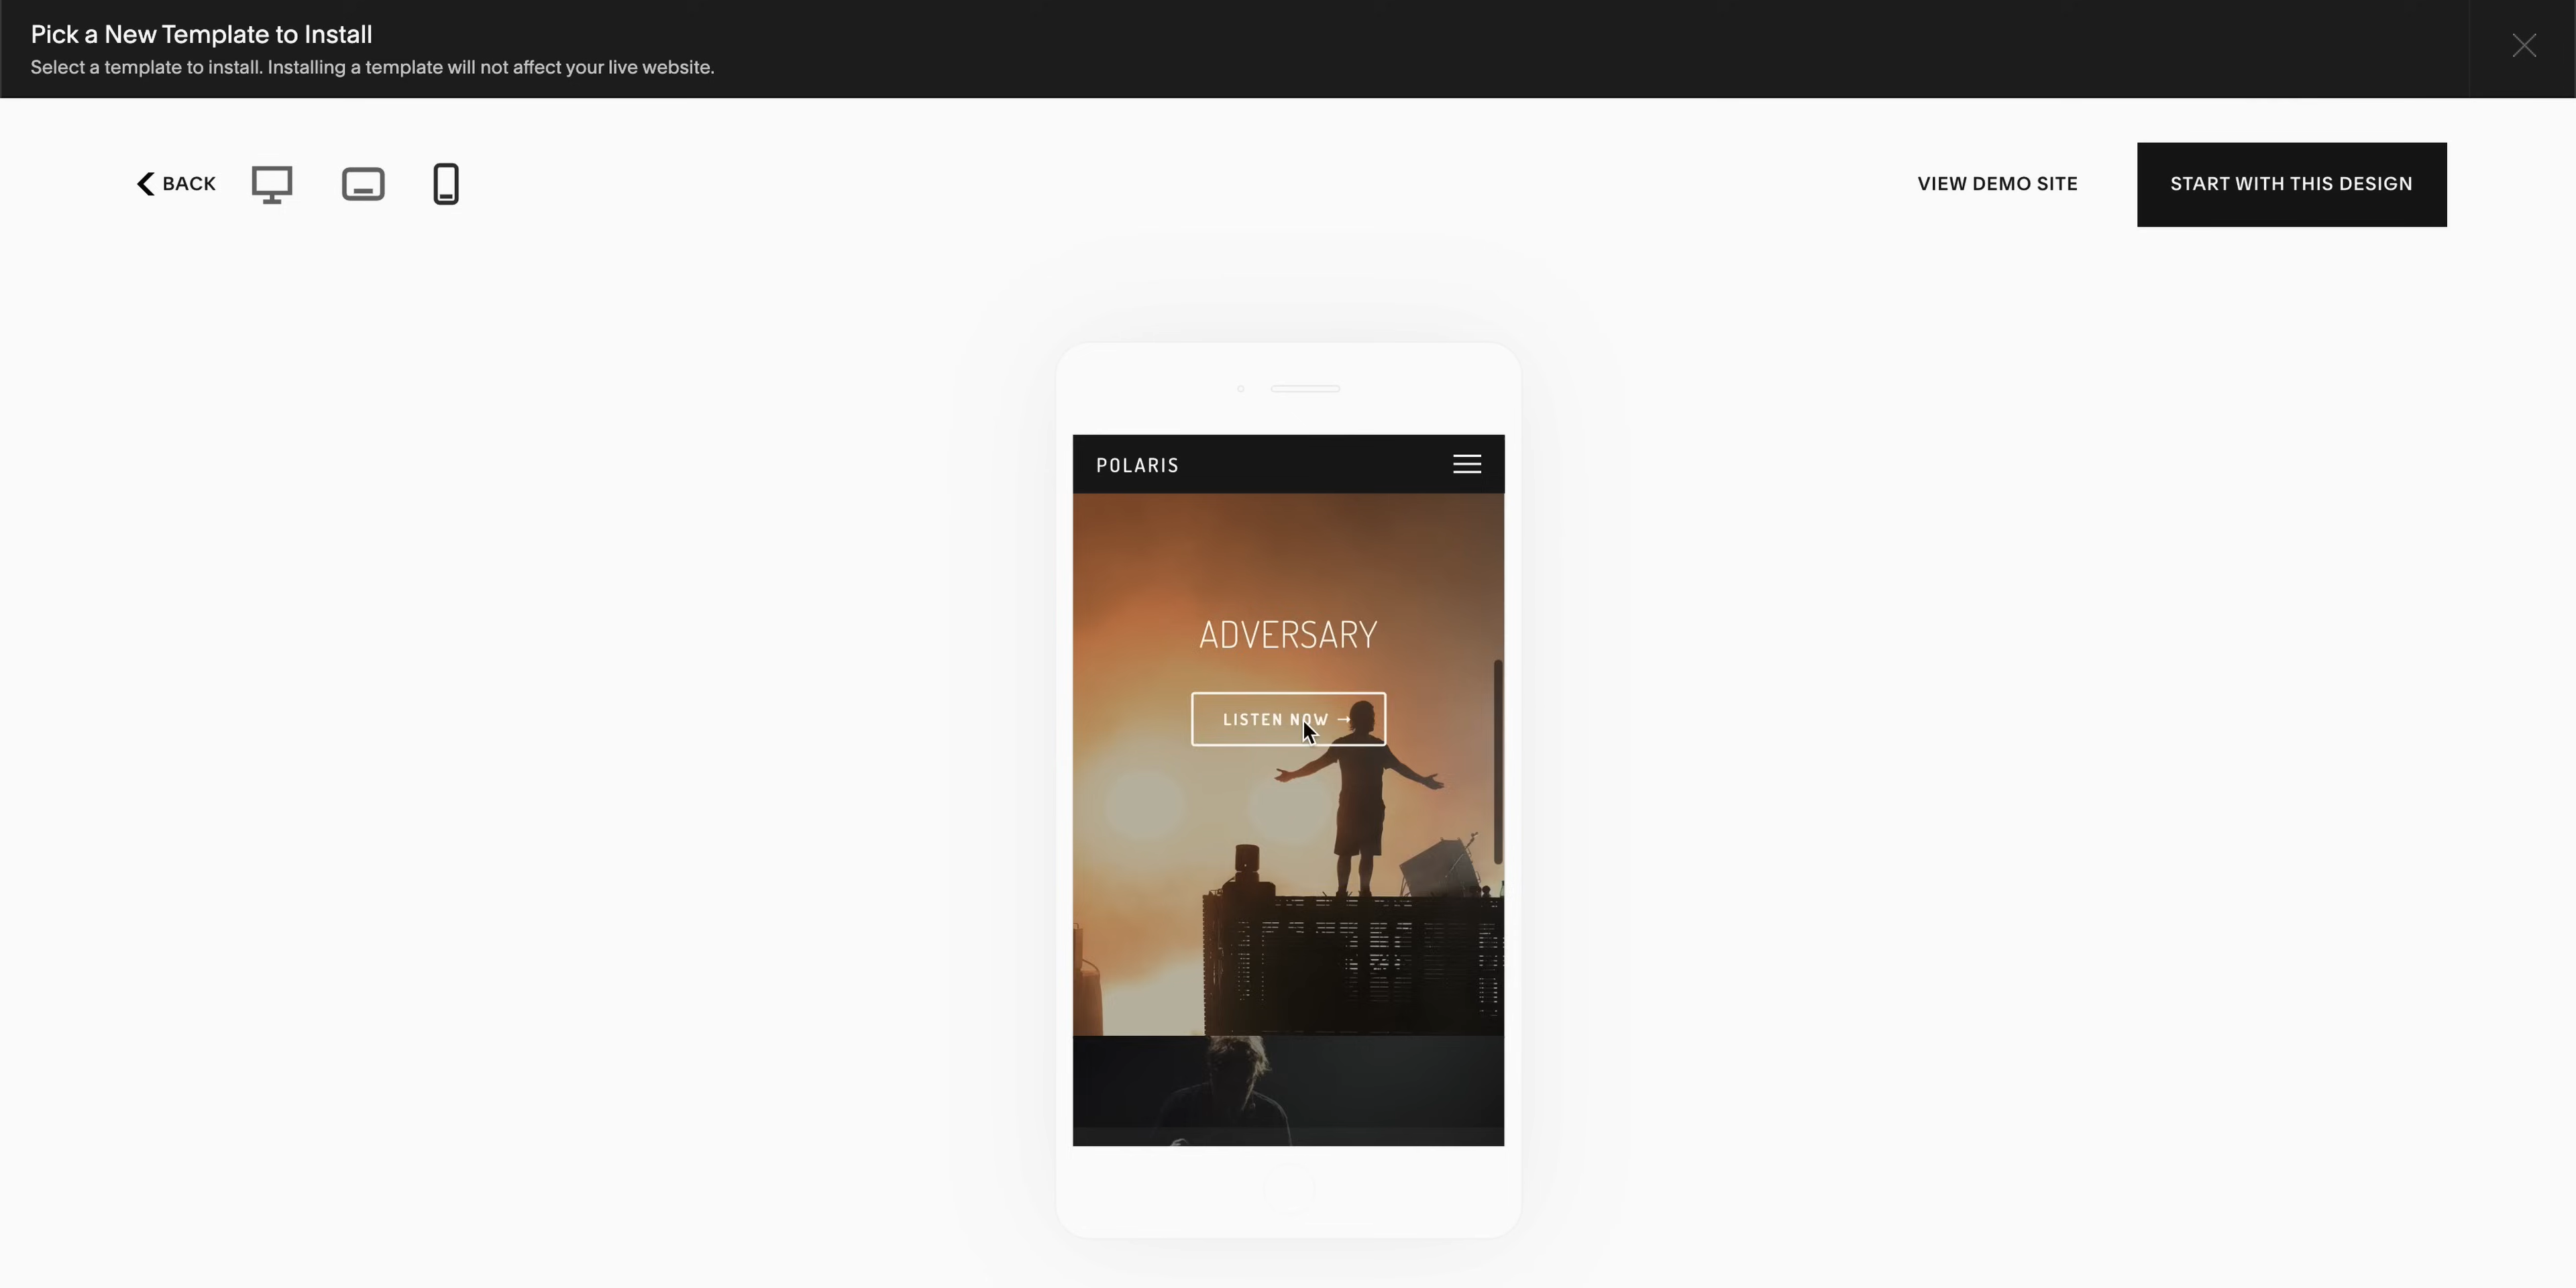 Pick a New Template to Install
Select a template to install. Installing a template will not affect your live website.
BACK
VIEW DEMO SITE
START WITH THIS DESIGN
POLARIS
ADVERSARY
LISTEN NOW →